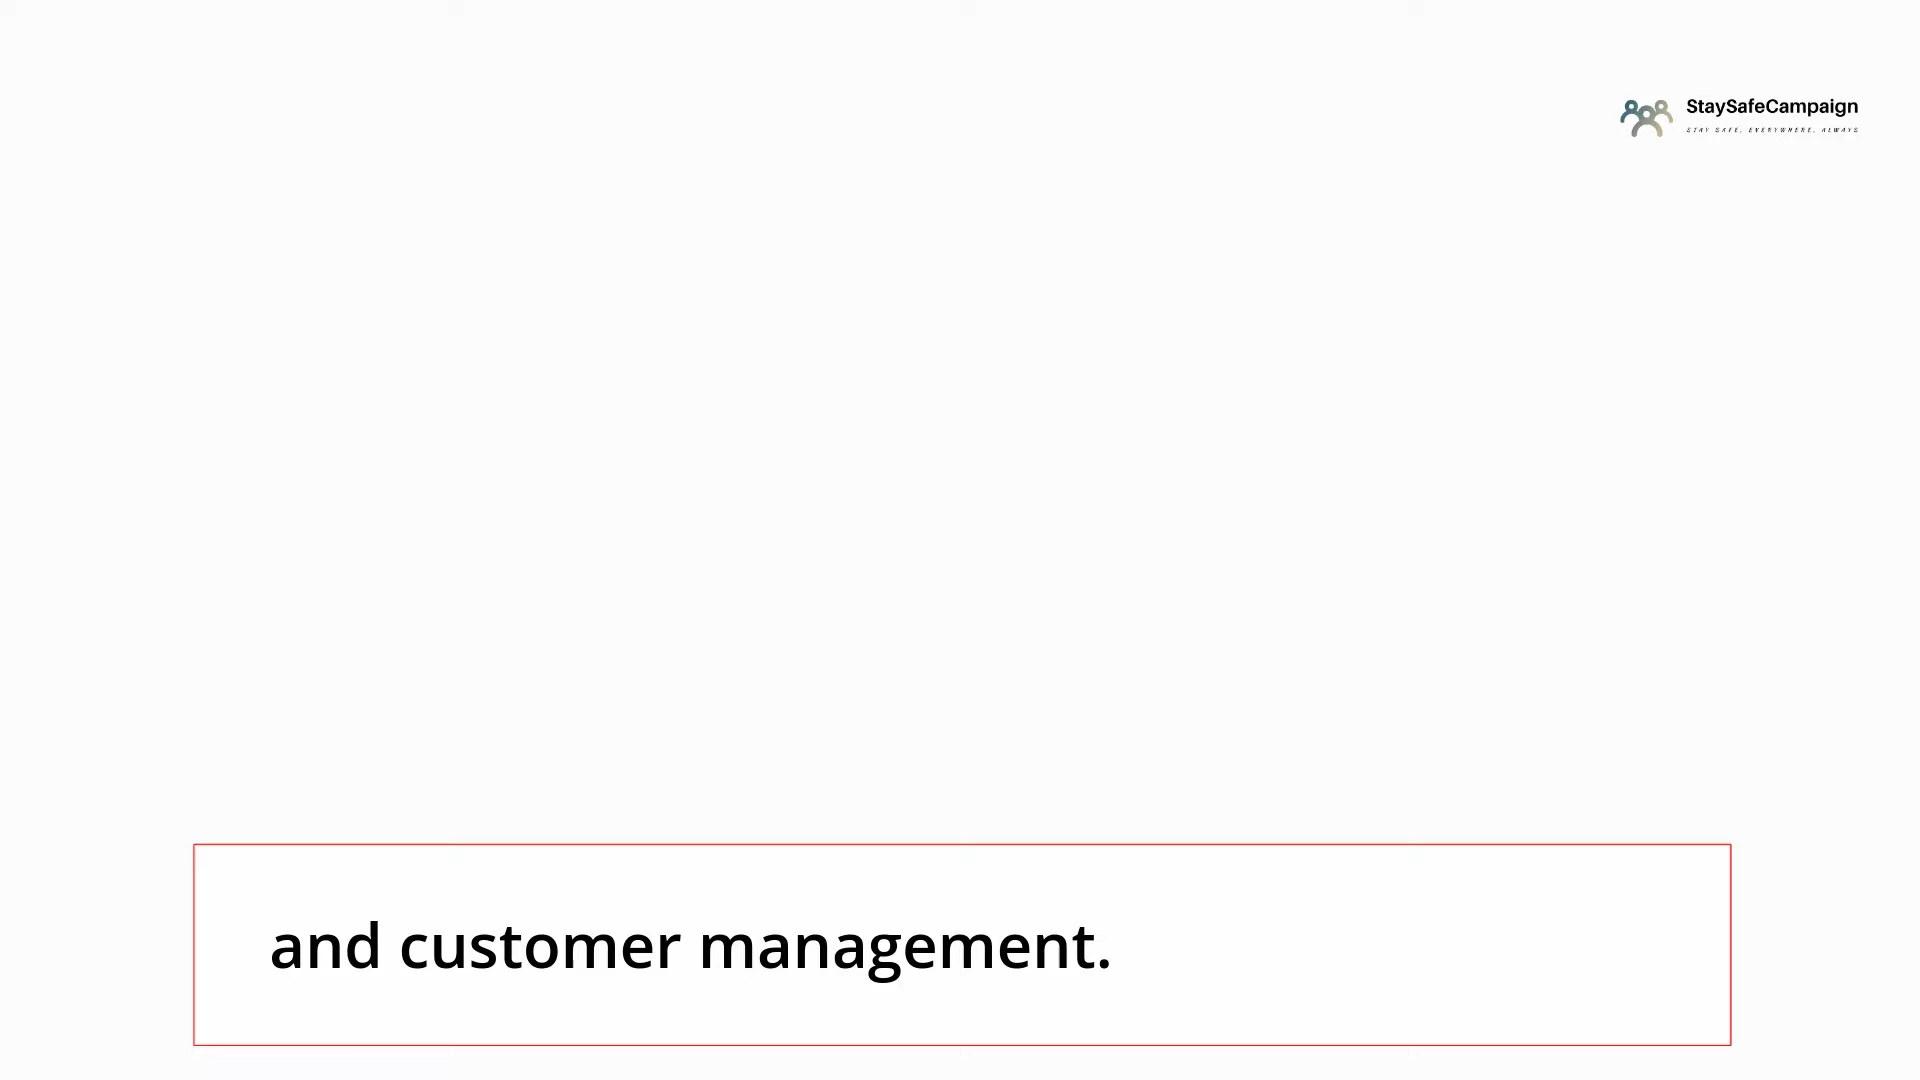 StaySafeCampaign
STAY SAFE, EVERYWHERE, ALWAYS
and customer management.